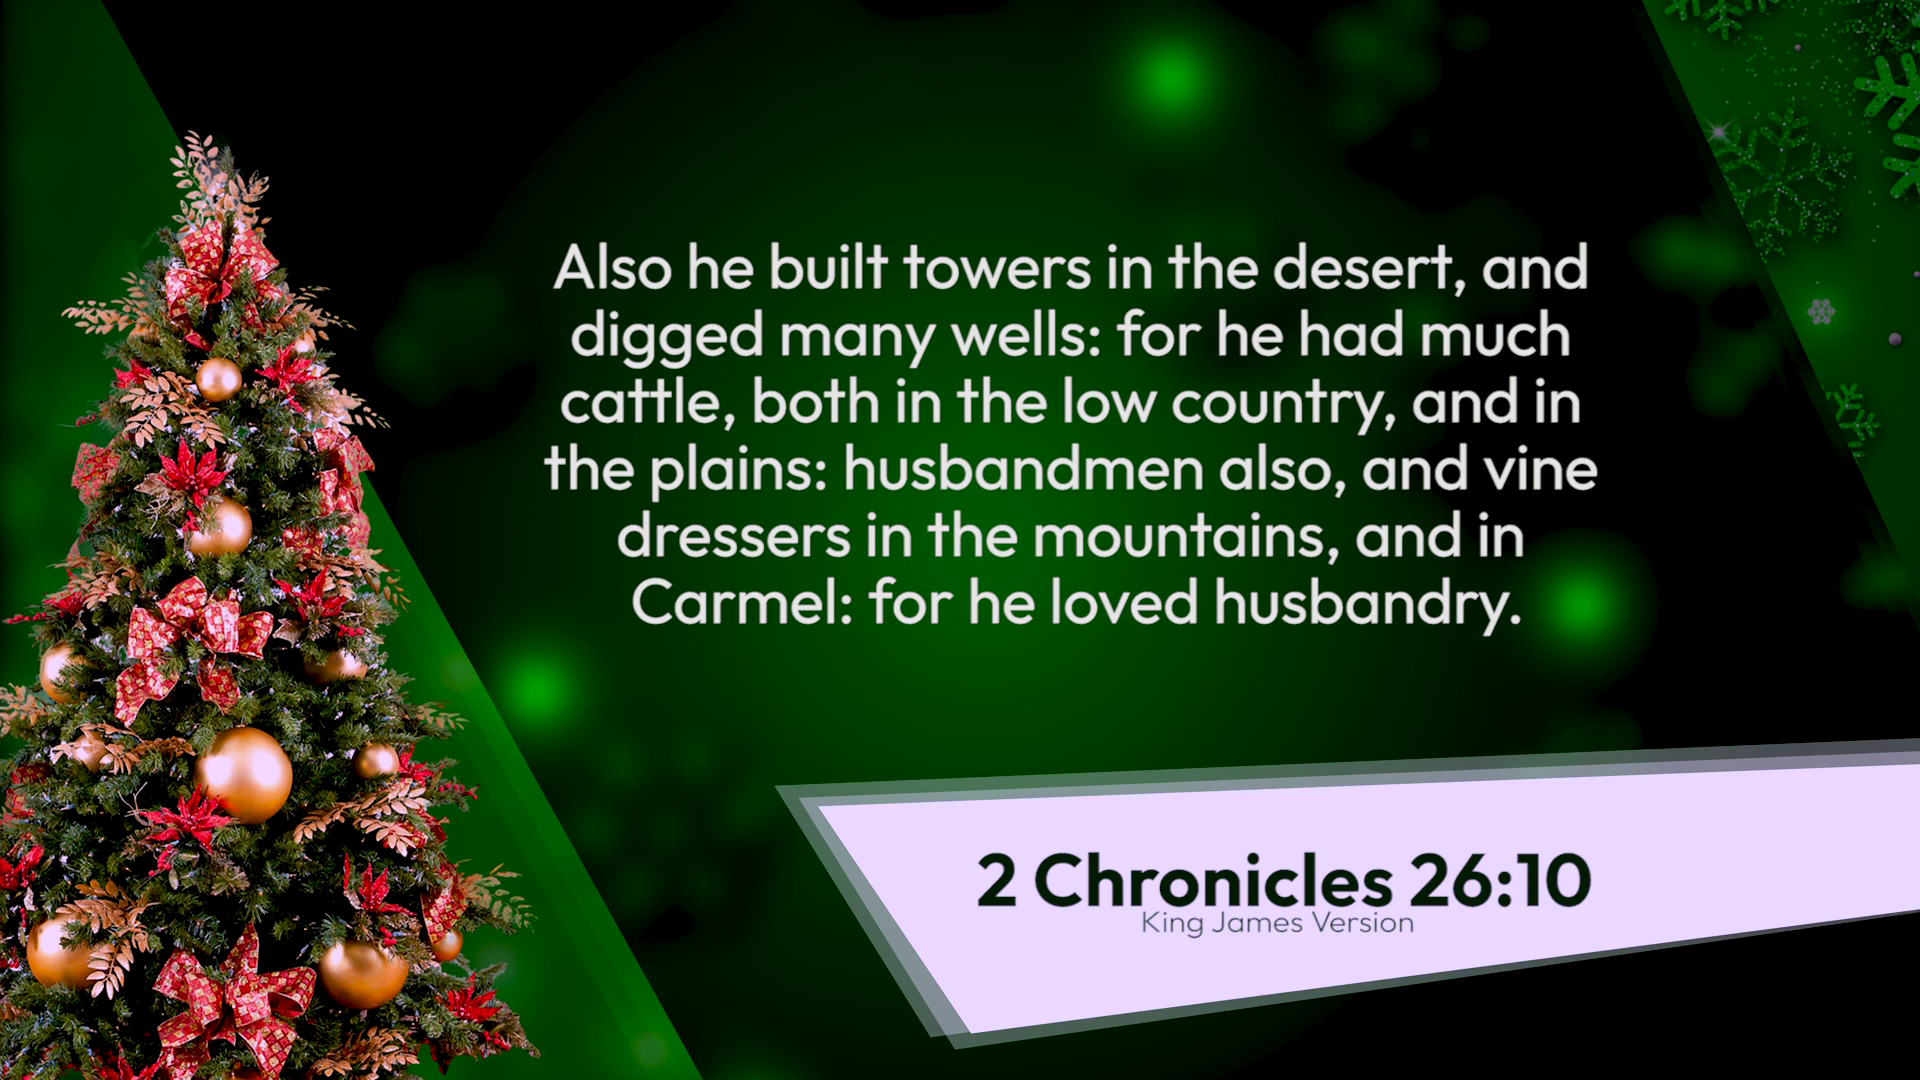 Also he built towers in the desert, and
digged many wells: for he had much
cattle, both in the low country, and in
the plains: husbandmen also, and vine
dressers in the mountains, and in
Carmel: for he loved husbandry.
2 Chronicles 26:10
King James Version